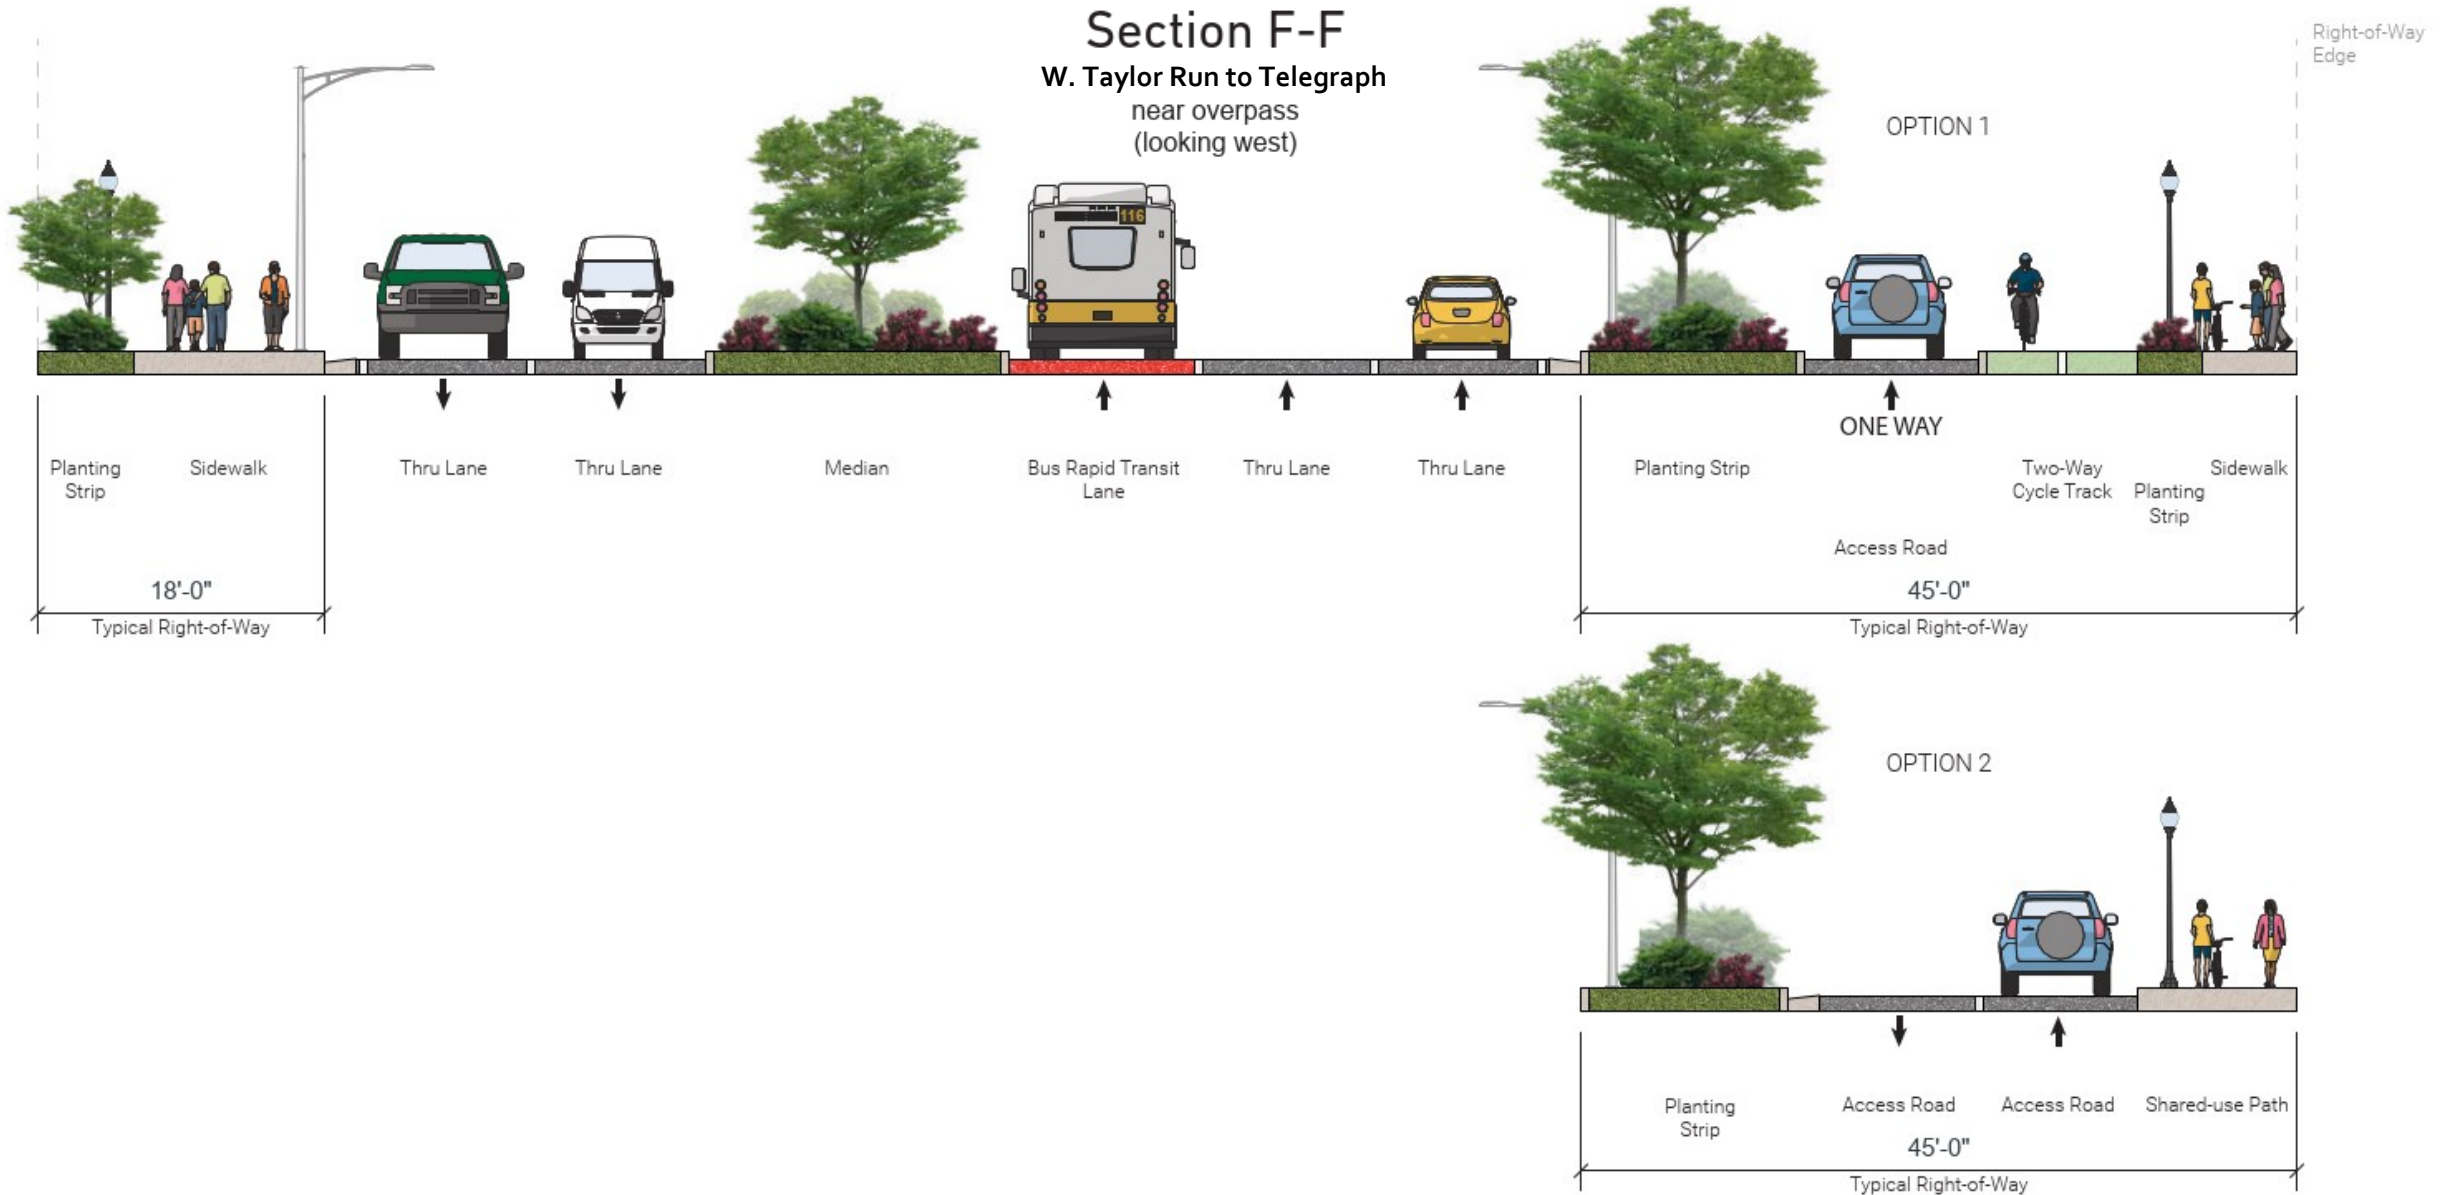 Section F-F
W. Taylor Run to Telegraph
near overpass
(looking west)
Right-of-Way
Edge
OPTION 1
116
ONE WAY
Planting
Strip
Sidewalk
Thru Lane
Thru Lane
Median
Bus Rapid Transit
Lane
Thru Lane
Thru Lane
Planting Strip
Access Road
Two-Way
Cycle Track
Planting
Strip
Sidewalk
18'-0"
Typical Right-of-Way
45'-0"
Typical Right-of-Way
OPTION 2
Planting
Strip
Access Road
Access Road
Shared-use Path
45'-0"
Typical Right-of-Way